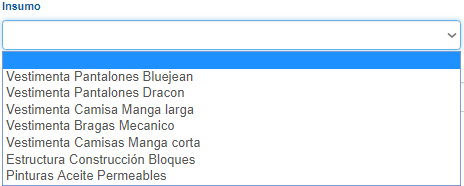 Insumo
Vestimenta Pantalones Bluejean
Vestimenta Pantalones Dracon
Vestimenta Camisa Manga larga
Vestimenta Bragas Mecanico
Vestimenta Camisas Manga corta
Estructura Construcción Bloques
Pinturas Aceite Permeables